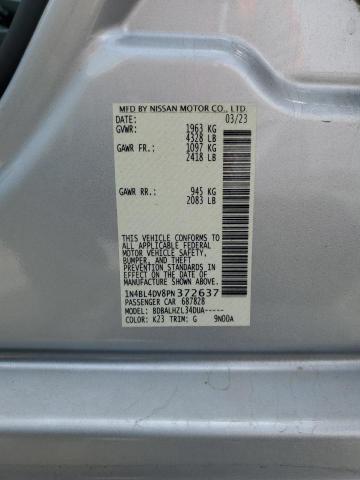 MFD BY NISSAN MOTOR CO., LTD.
DATE: 03/23
GVWR: 1963 KG
4328 LB
GAWR FR.: 1097 KG
2418 LB
GAWR RR.: 945 KG
2083 LB
THIS VEHICLE CONFORMS TO ALL
APPLICABLE FEDERAL MOTOR
VEHICLE SAFETY, BUMPER, AND
THEFT PREVENTION STANDARDS
IN EFFECT ON THE DATE OF
MANUFACTURE SHOWN ABOVE.
1N4BL4DV8PN372637
PASSENGER CAR 687828
MODEL: BDBALHZL34DUA-----
COLOR: K23 TRIM: G 9N00A